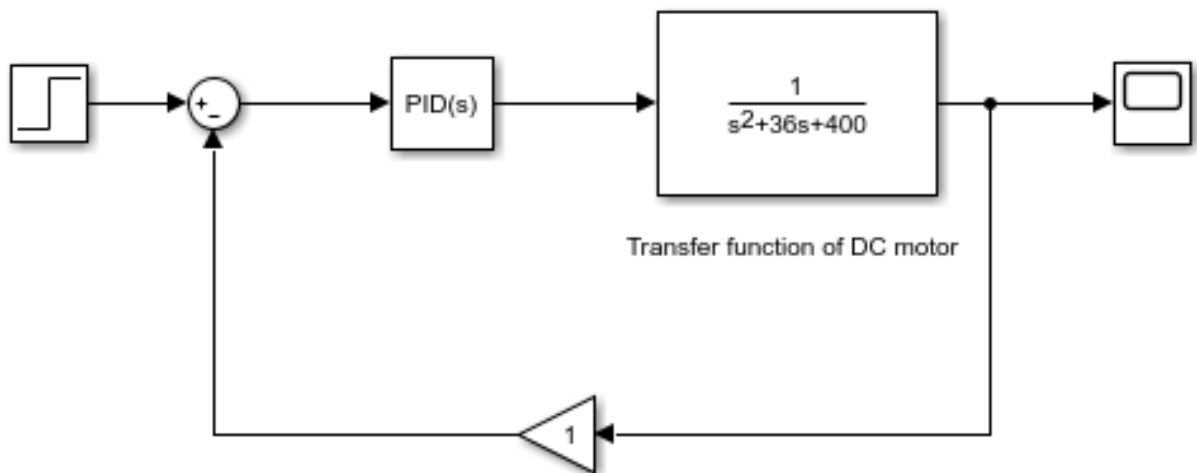 +
−
PID(s)
1
s²+36s+400
Transfer function of DC motor
1